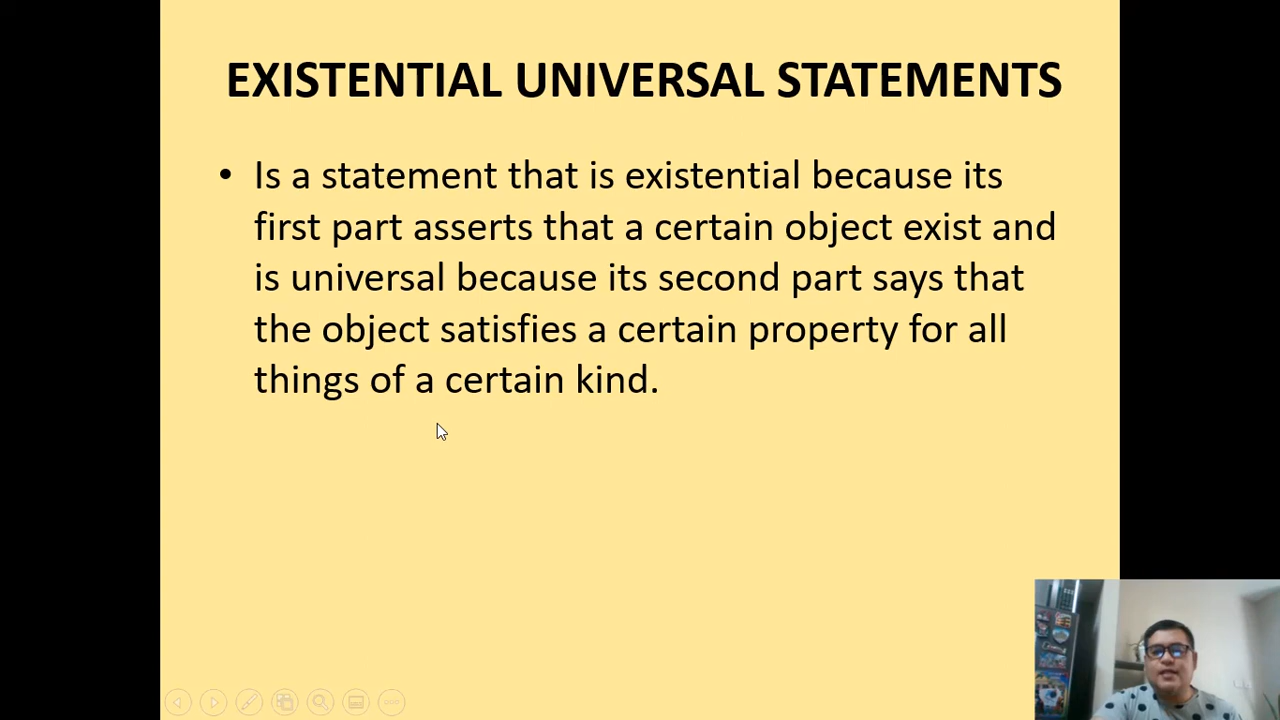 EXISTENTIAL UNIVERSAL STATEMENTS
• Is a statement that is existential because its
first part asserts that a certain object exist and
is universal because its second part says that
the object satisfies a certain property for all
things of a certain kind.